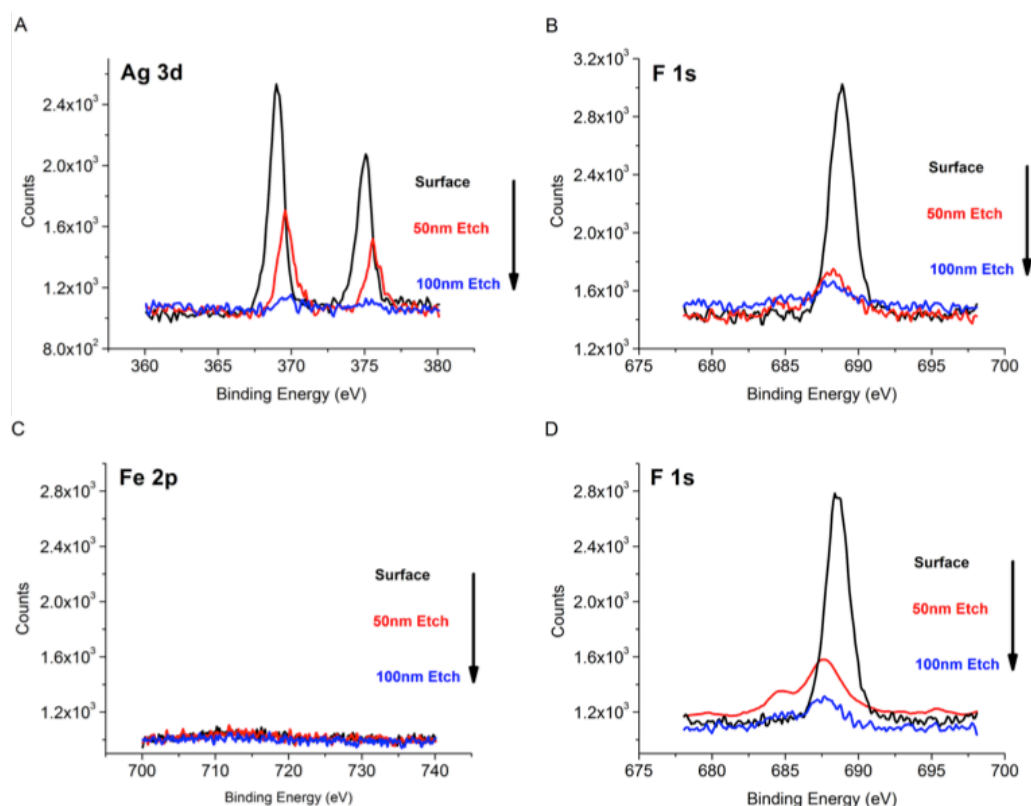 A
Ag 3d
2.4x10³
2.0x10³
1.6x10³
1.2x10³
8.0x10²
Counts
360 365 370 375 380
Binding Energy (eV)
Surface
50nm Etch
100nm Etch
B
F 1s
3.2x10³
2.8x10³
2.4x10³
2.0x10³
1.6x10³
1.2x10³
Counts
675 680 685 690 695 700
Binding Energy (eV)
Surface
50nm Etch
100nm Etch
C
Fe 2p
2.8x10³
2.4x10³
2.0x10³
1.6x10³
1.2x10³
Counts
700 710 720 730 740
Binding Energy (eV)
Surface
50nm Etch
100nm Etch
D
F 1s
2.8x10³
2.4x10³
2.0x10³
1.6x10³
1.2x10³
Counts
675 680 685 690 695 700
Binding Energy (eV)
Surface
50nm Etch
100nm Etch